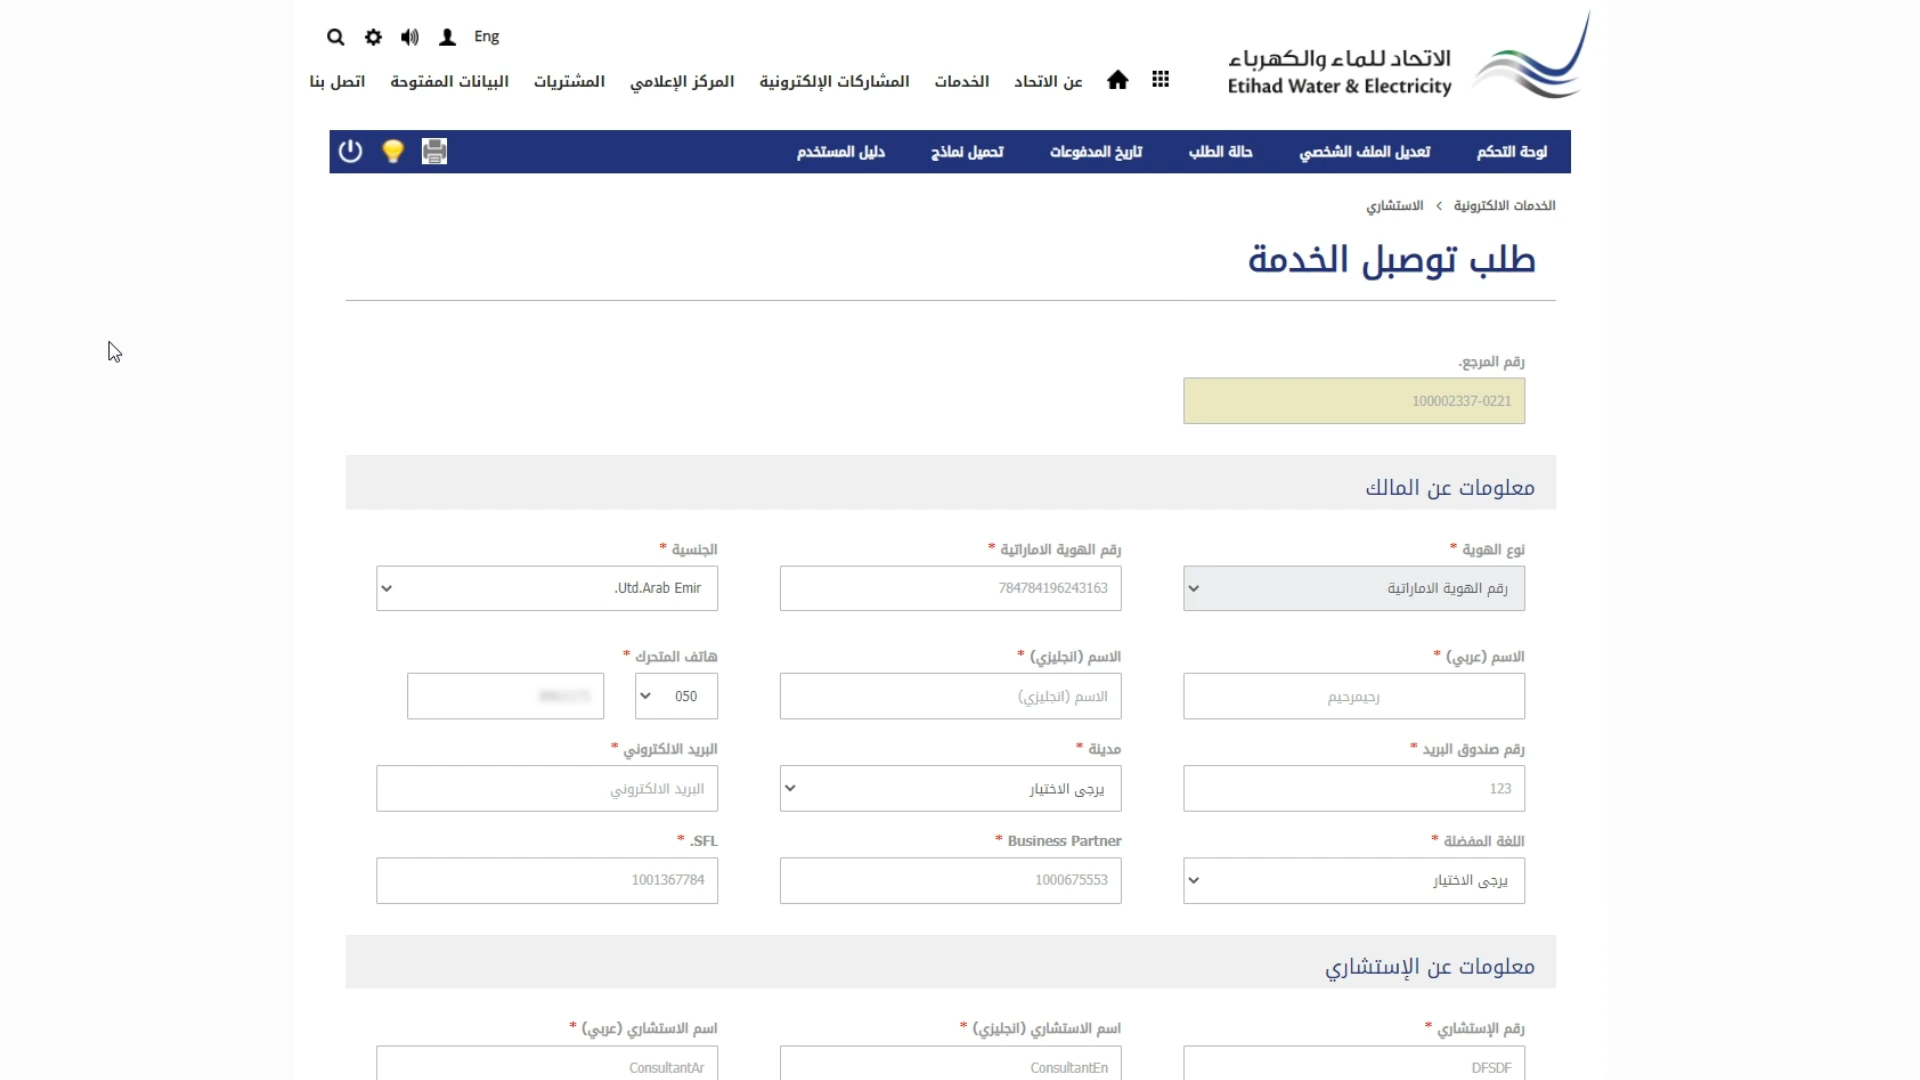 الاتحاد للماء والكهرباء
Etihad Water & Electricity
Eng
عن الاتحاد
الخدمات
المشاركات الإلكترونية
المركز الإعلامي
المشتريات
البيانات المفتوحة
اتصل بنا
لوحة التحكم
تعديل الملف الشخصي
حالة الطلب
تاريخ المدفوعات
تحميل نماذج
دليل المستخدم
الخدمات الالكترونية > الاستشاري
طلب توصبل الخدمة
رقم المرجع.
100002337-0221
معلومات عن المالك
نوع الهوية *
رقم الهوية الاماراتية
رقم الهوية الاماراتية *
784784196243163
الجنسية *
Utd.Arab Emir.
الاسم (عربي) *
رحيمرحيم
الاسم (انجليزي) *
الاسم (انجليزي)
هاتف المتحرك *
050
رقم صندوق البريد *
123
مدينة *
يرجى الاختيار
البريد الالكتروني *
البريد الالكتروني
اللغة المفضلة *
يرجى الاختيار
Business Partner *
1000675553
SFL. *
1001367784
معلومات عن الإستشاري
رقم الإستشاري *
DFSDF
اسم الاستشاري (انجليزي) *
ConsultantEn
اسم الاستشاري (عربي) *
ConsultantAr